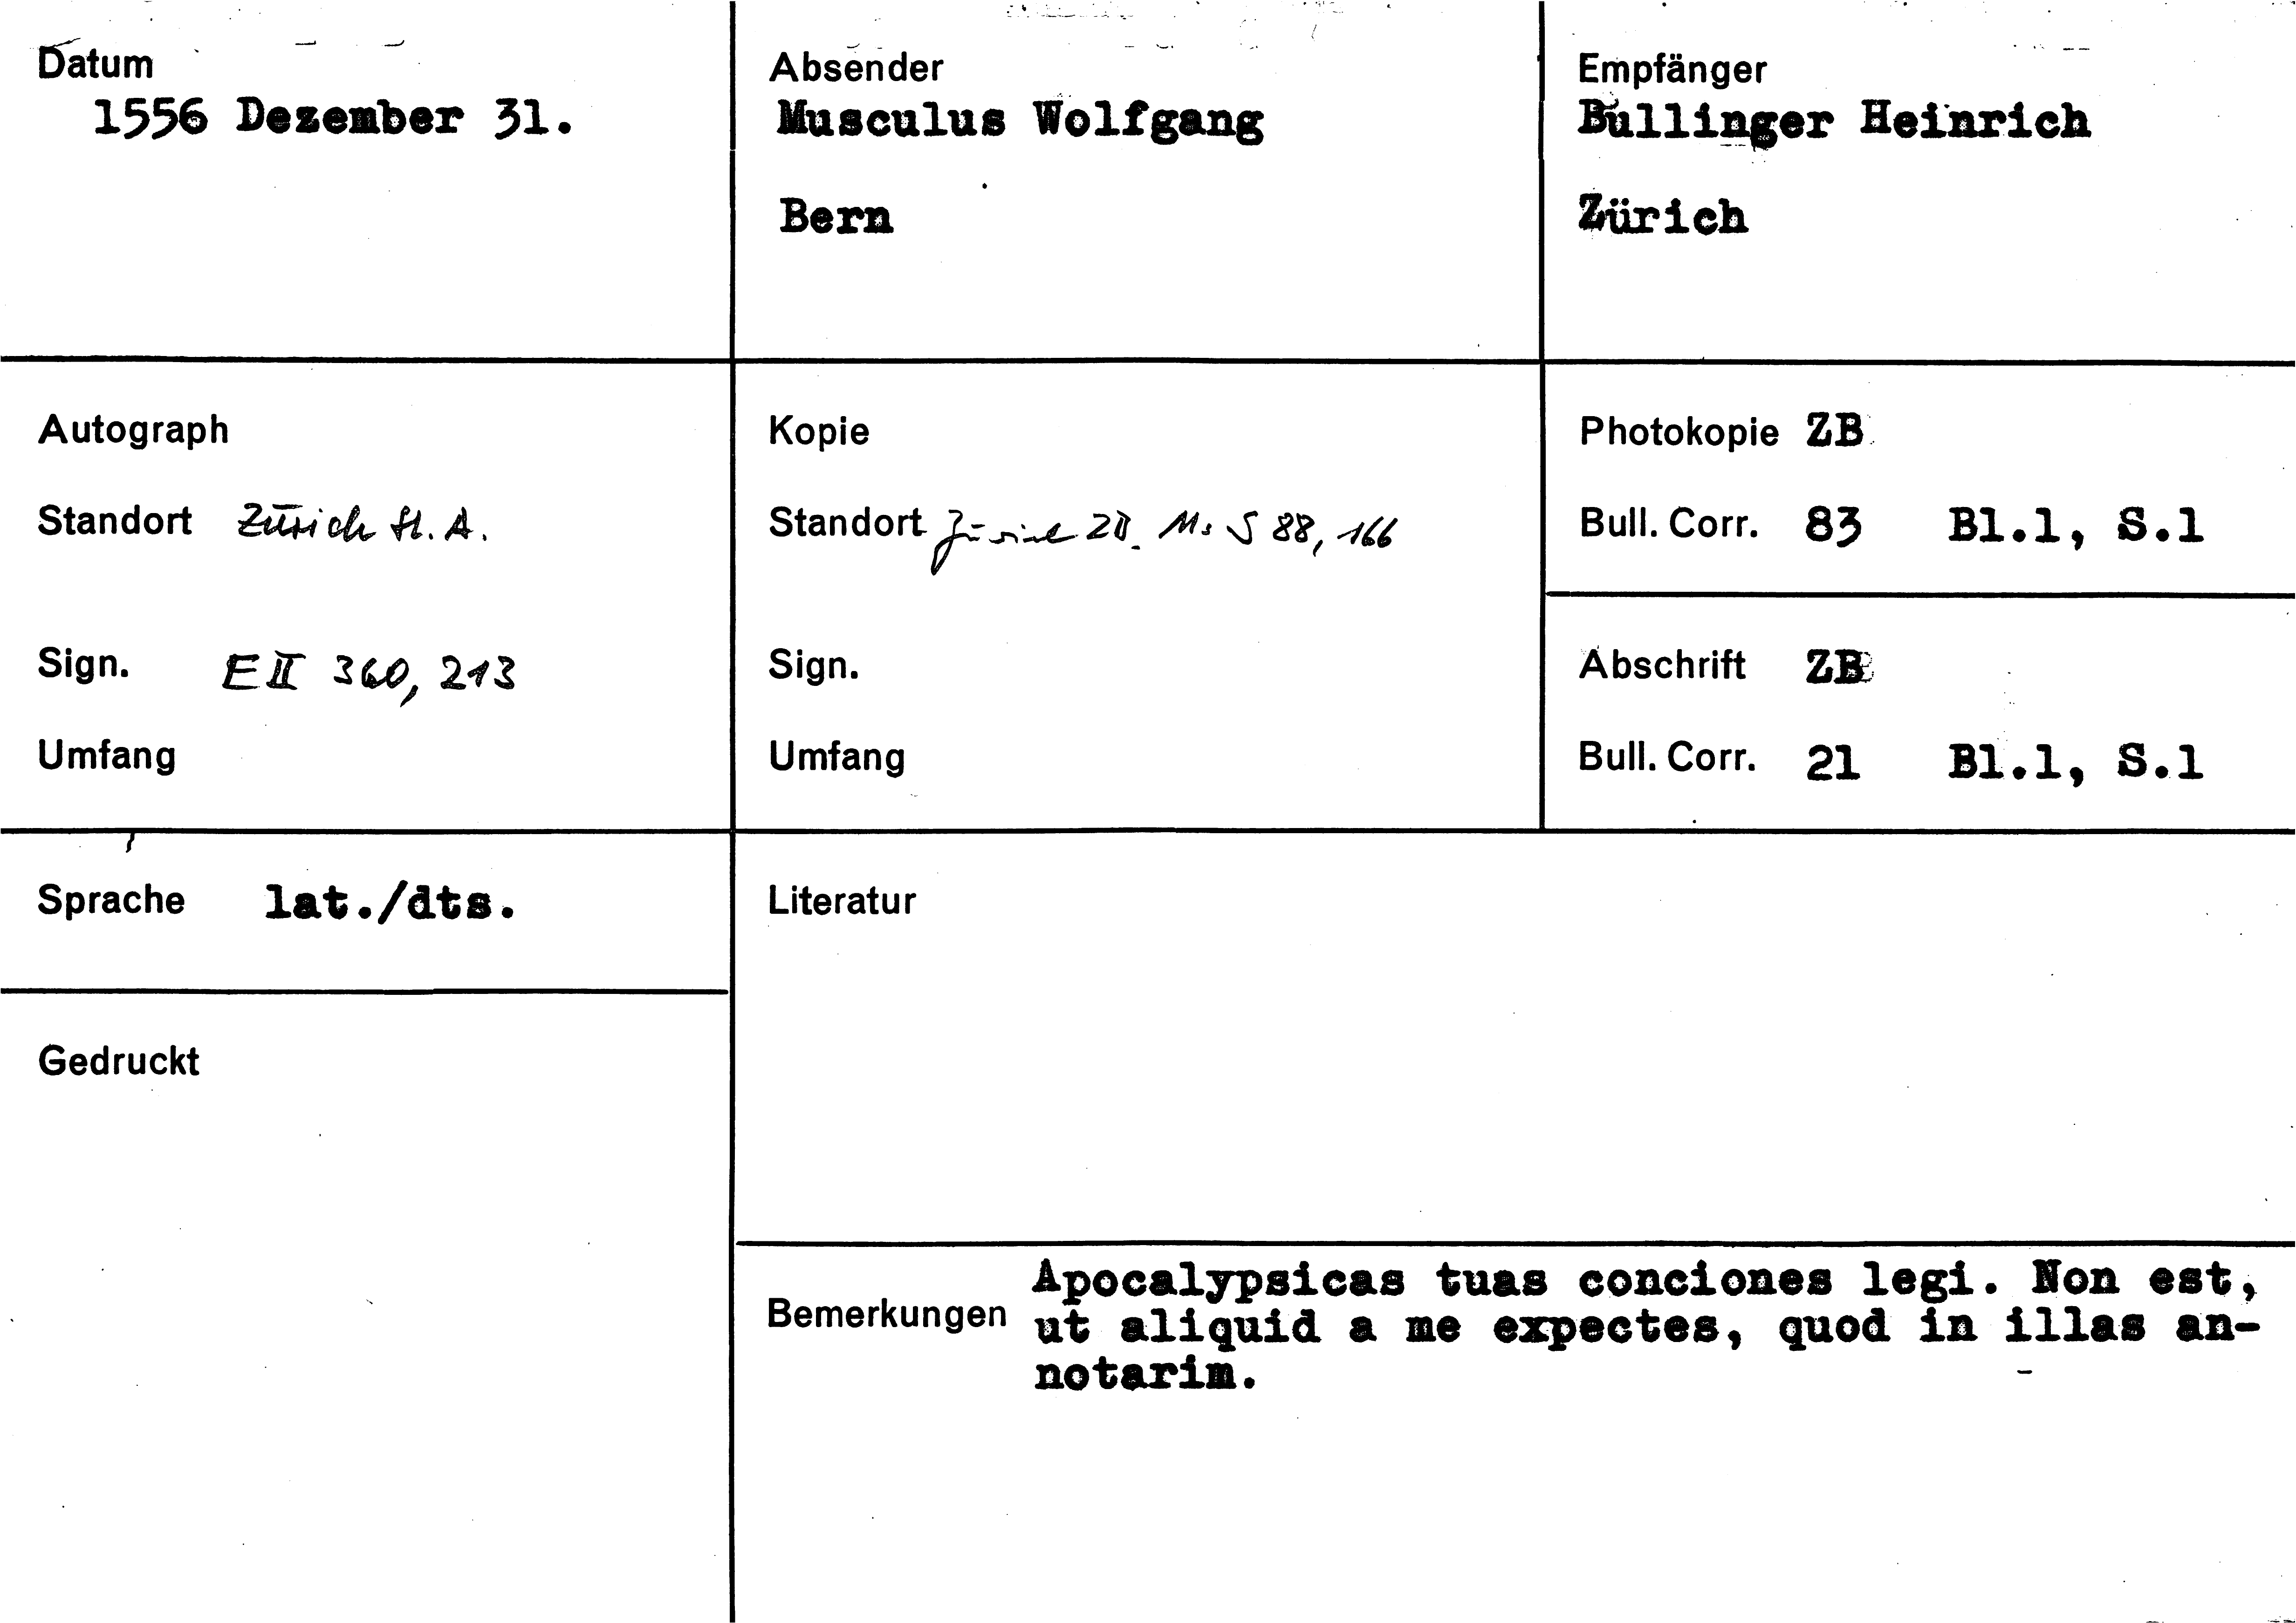 Datum
1556 Dezember 31.
Absender
Musculus Wolfgang
Bern
Empfänger
Bullinger Heinrich
Zürich
Autograph
Standort Zürich St. A.
Sign. E II 360, 213
Umfang
Kopie
Standort Zürich ZB. Ms S 88, 166
Sign.
Umfang
Photokopie ZB
Bull. Corr. 83 Bl.1, S.1
Abschrift ZB
Bull. Corr. 21 Bl.1, S.1
Sprache lat./dts.
Literatur
Gedruckt
Bemerkungen
Apocalypsicas tuas conciones legi. Non est,
ut aliquid a me expectes, quod in illas an-
notarim.